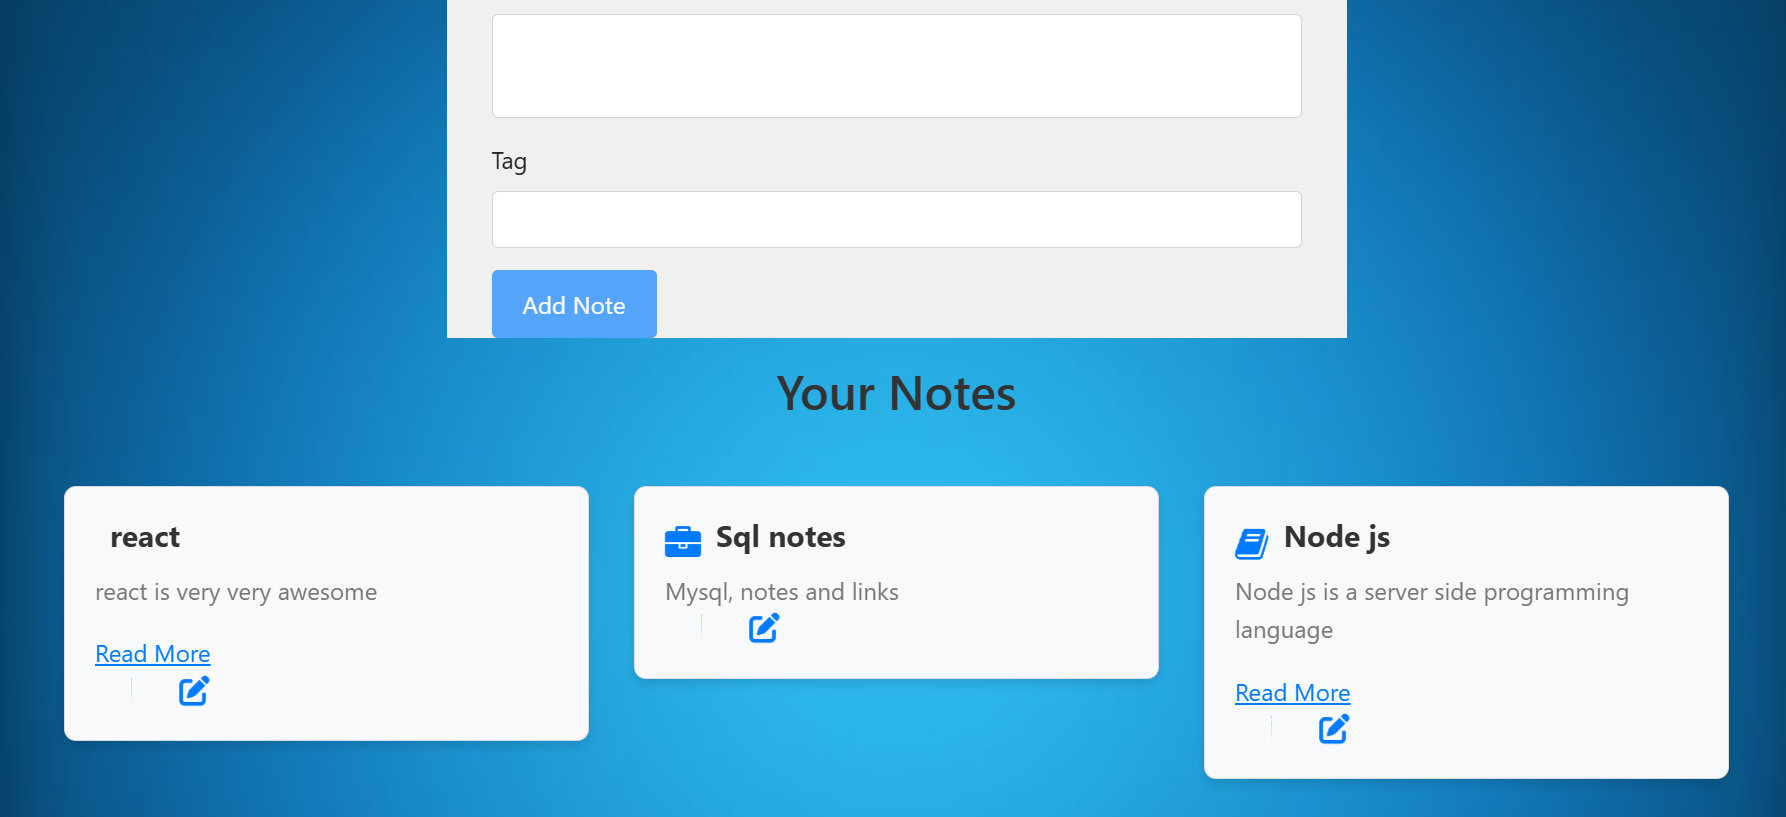 Tag
Add Note
Your Notes
react
react is very very awesome
Read More
Sql notes
Mysql, notes and links
Node js
Node js is a server side programming
language
Read More